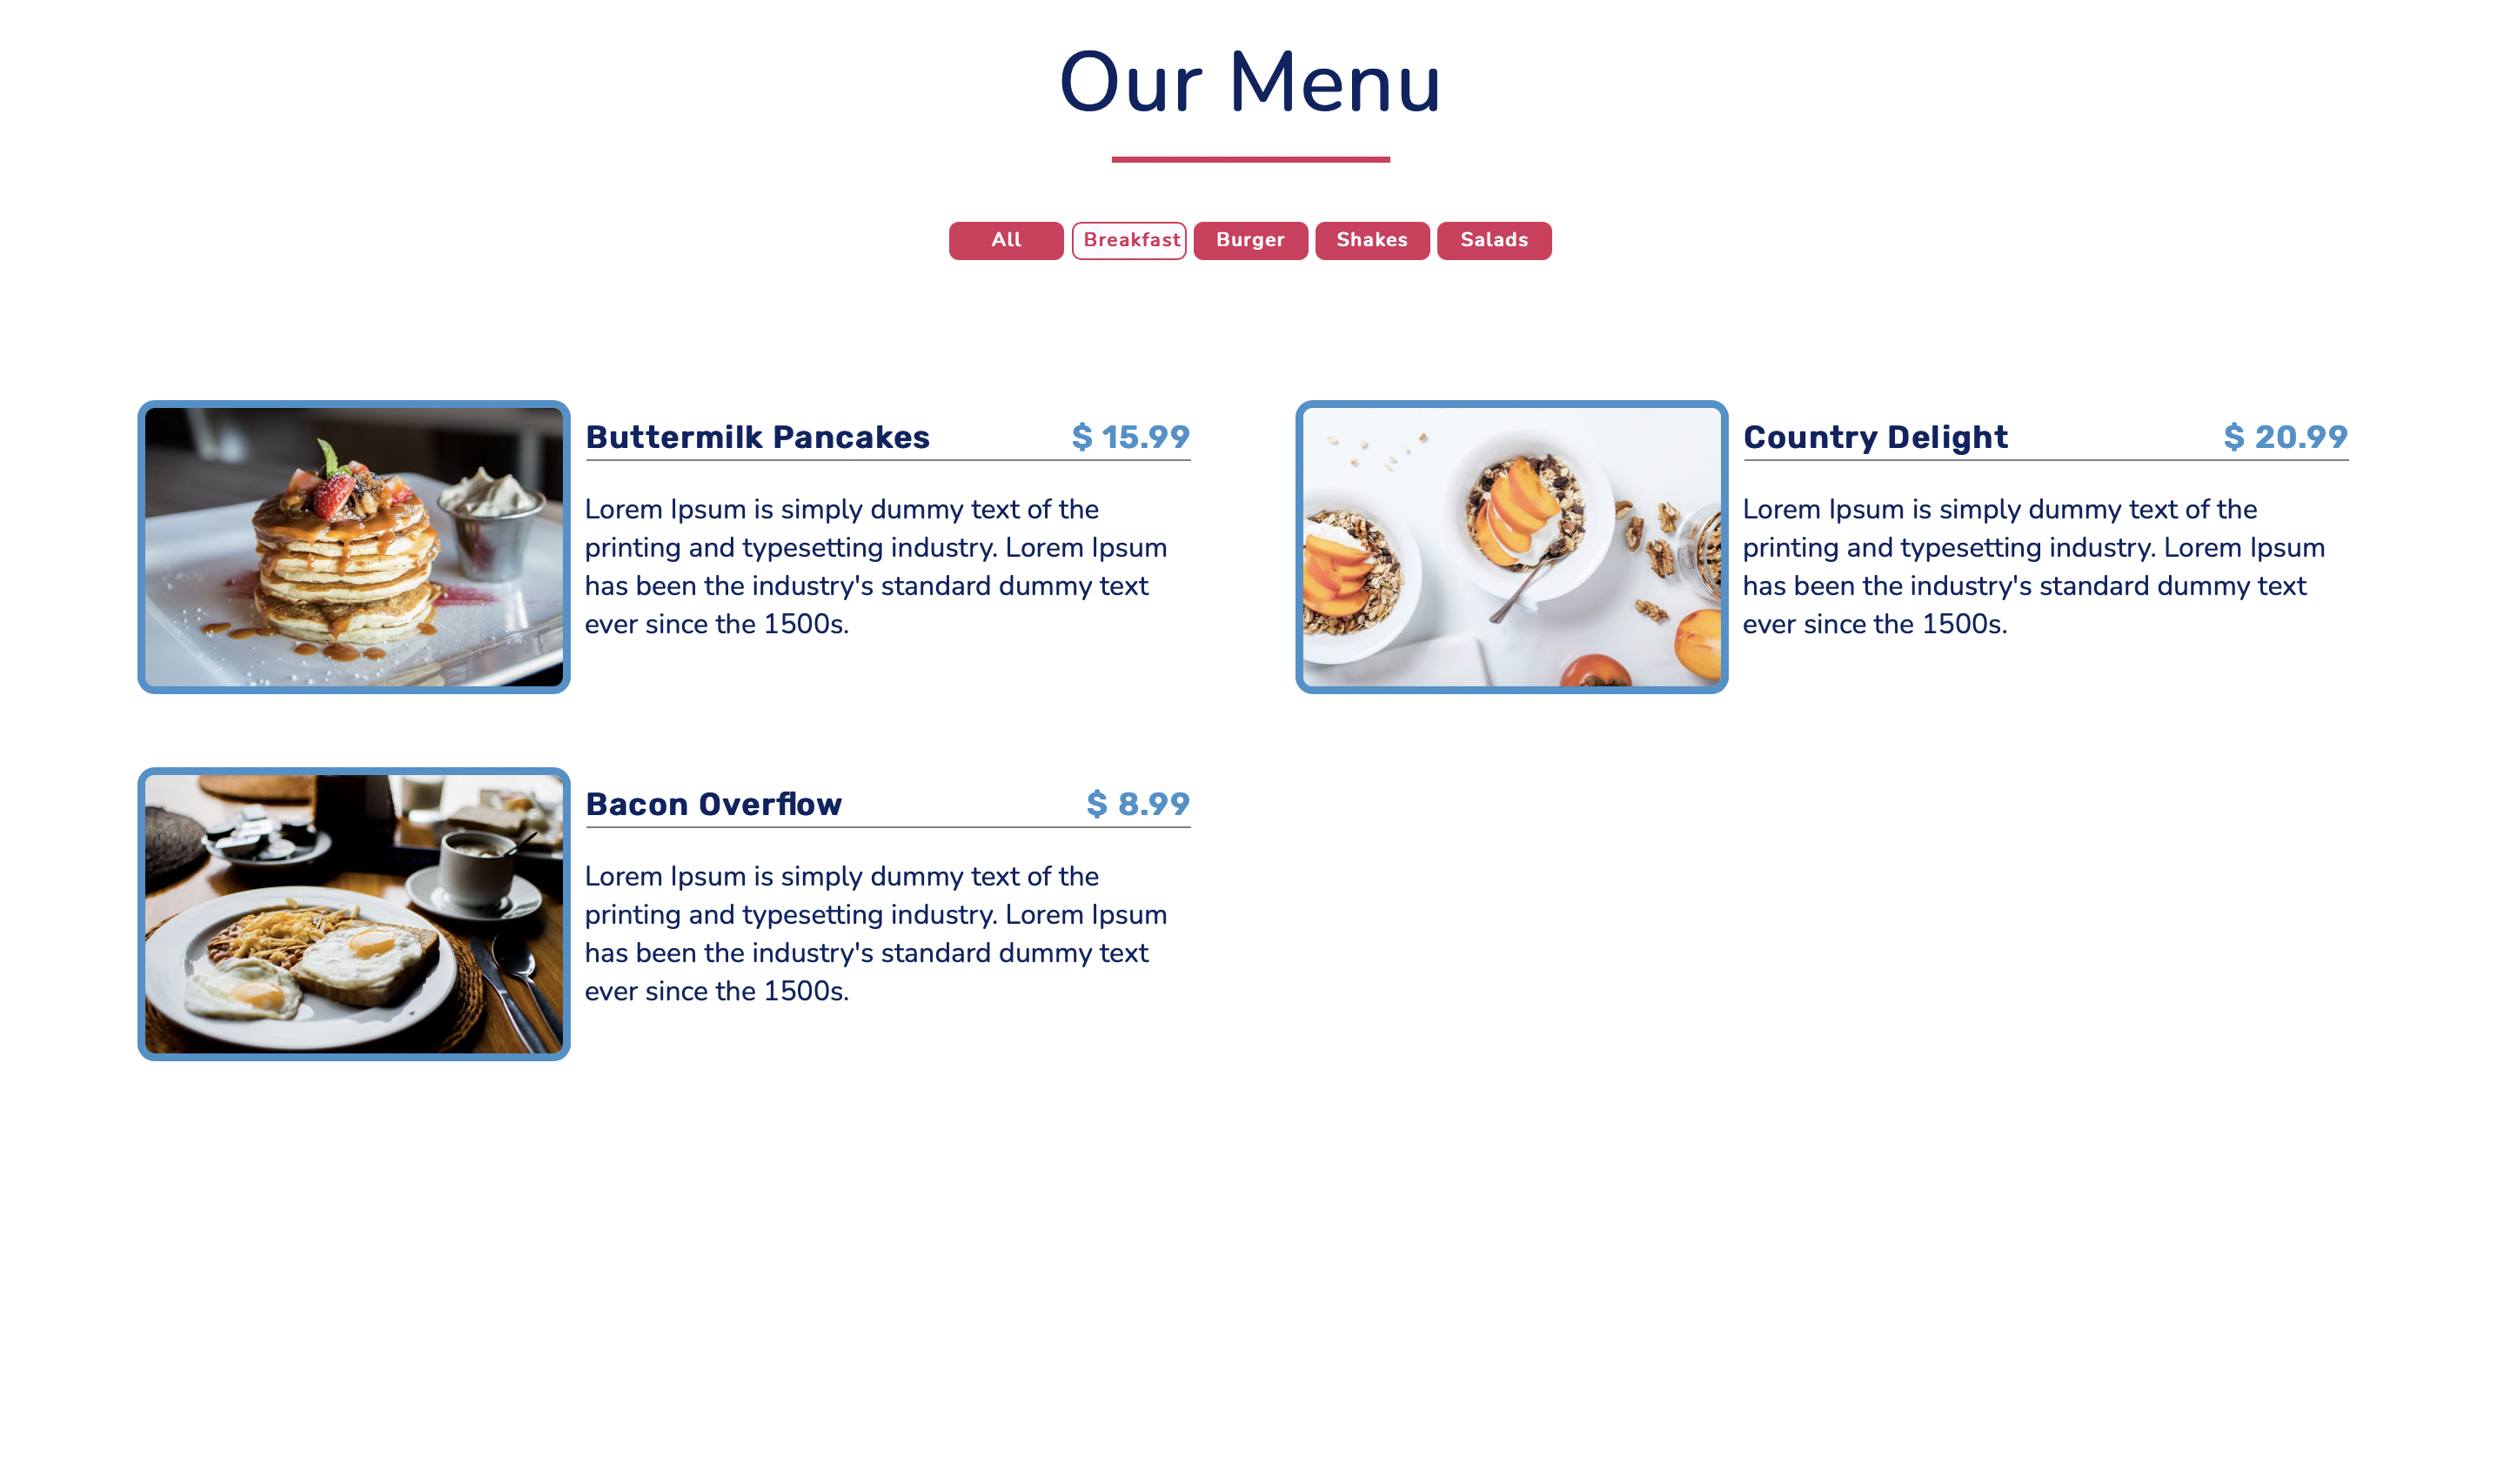 Our Menu
All
Breakfast
Burger
Shakes
Salads
Buttermilk Pancakes
$ 15.99
Lorem Ipsum is simply dummy text of the
printing and typesetting industry. Lorem Ipsum
has been the industry's standard dummy text
ever since the 1500s.
Country Delight
$ 20.99
Lorem Ipsum is simply dummy text of the
printing and typesetting industry. Lorem Ipsum
has been the industry's standard dummy text
ever since the 1500s.
Bacon Overflow
$ 8.99
Lorem Ipsum is simply dummy text of the
printing and typesetting industry. Lorem Ipsum
has been the industry's standard dummy text
ever since the 1500s.